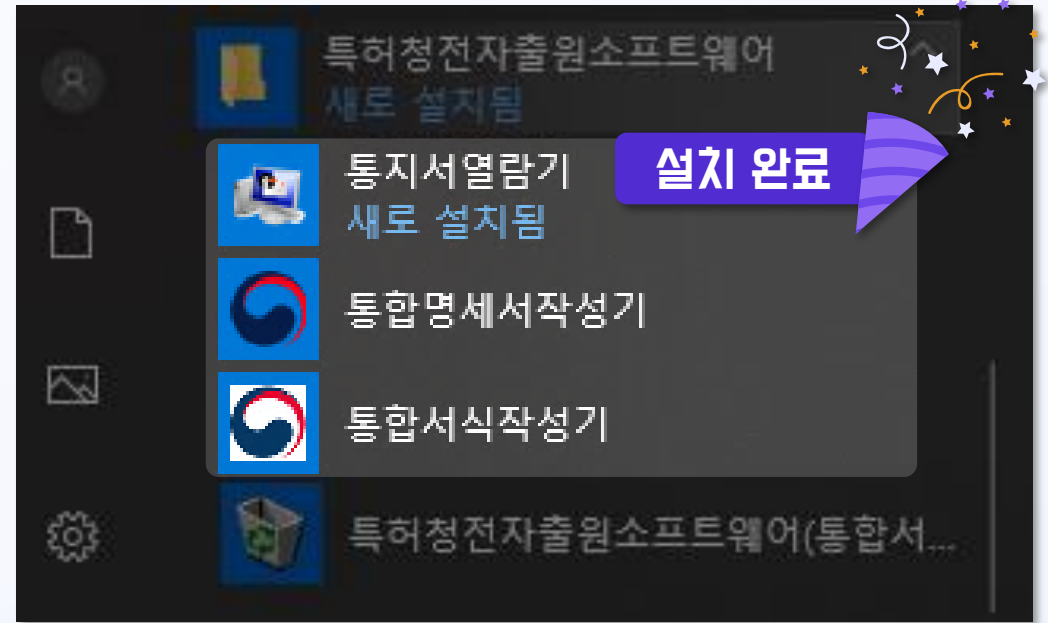 특허청전자출원소프트웨어
새로 설치됨
통지서열람기
설치 완료
새로 설치됨
통합명세서작성기
통합서식작성기
특허청전자출원소프트웨어(통합서...